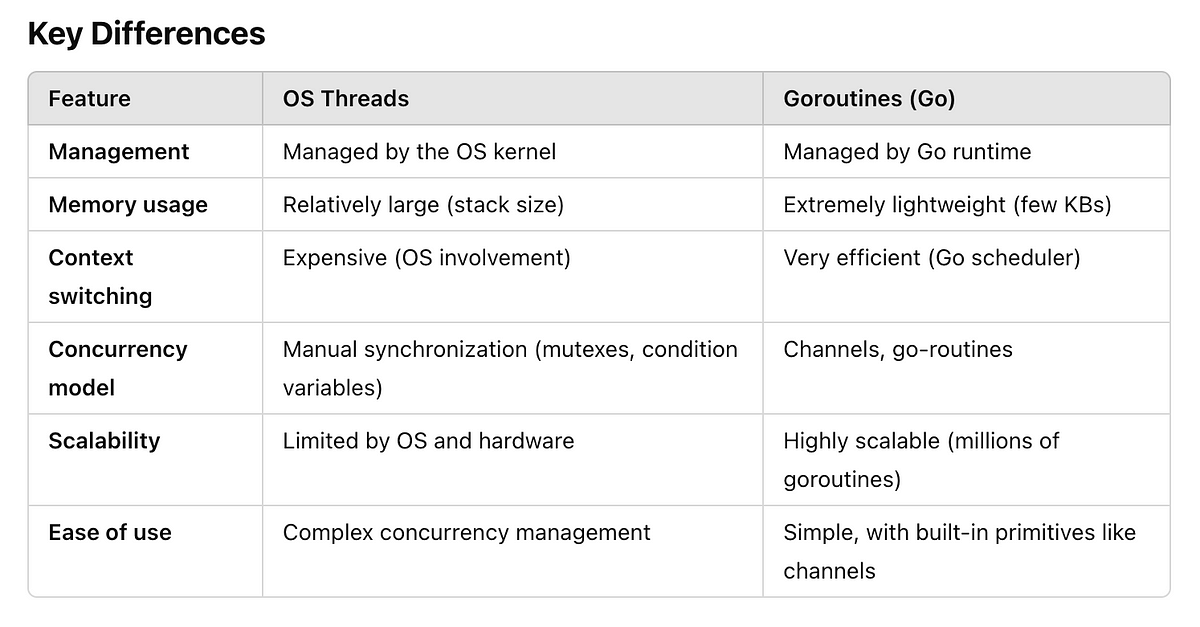 Key Differences
Feature OS Threads Goroutines (Go)
Management Managed by the OS kernel Managed by Go runtime
Memory usage Relatively large (stack size) Extremely lightweight (few KBs)
Context Expensive (OS involvement) Very efficient (Go scheduler)
switching
Concurrency Manual synchronization (mutexes, condition Channels, go-routines
model variables)
Scalability Limited by OS and hardware Highly scalable (millions of
goroutines)
Ease of use Complex concurrency management Simple, with built-in primitives like
channels